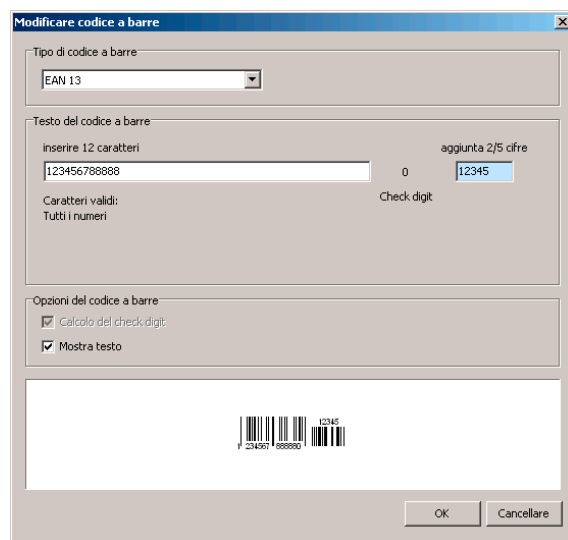 Modificare codice a barre
Tipo di codice a barre
EAN 13
Testo del codice a barre
inserire 12 caratteri
aggiunta 2/5 cifre
123456788888
0
12345
Caratteri validi:
Check digit
Tutti i numeri
Opzioni del codice a barre
Calcolo del check digit
Mostra testo
12345
1 234567 888880
OK
Cancellare